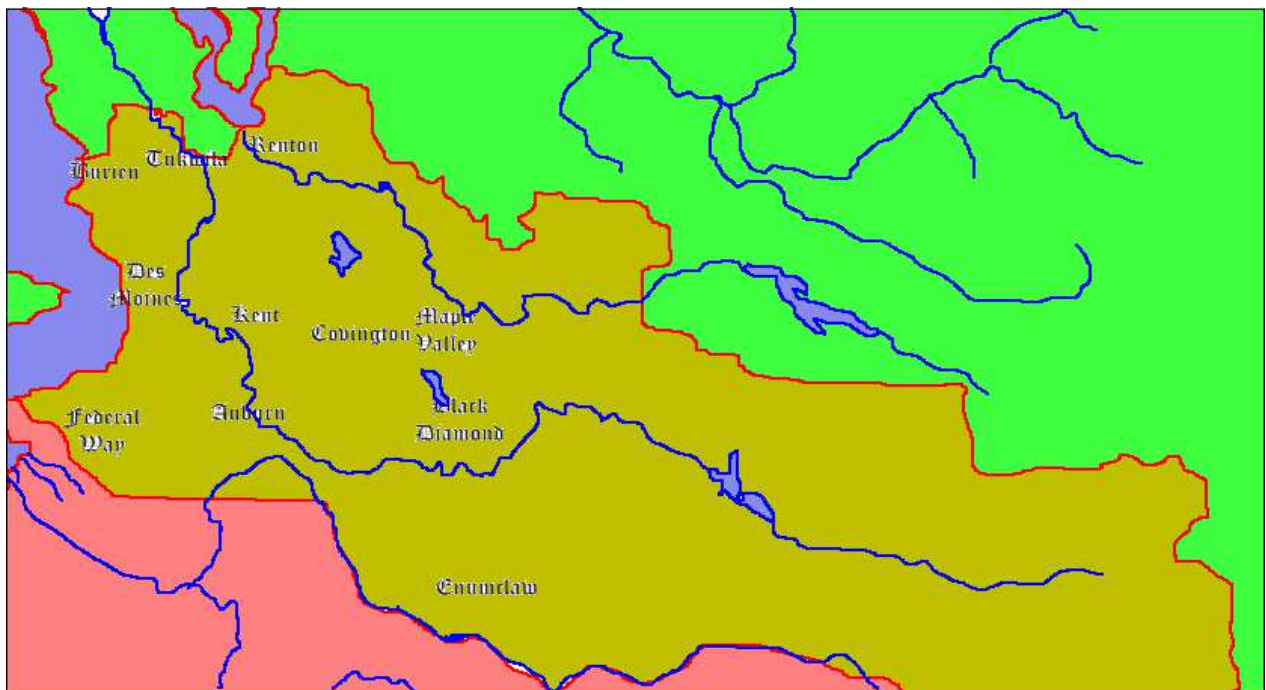 Renton
Tukwila
Burien
Des
Moines
Kent
Covington
Maple
Valley
Federal
Way
Auburn
Black
Diamond
Enumclaw